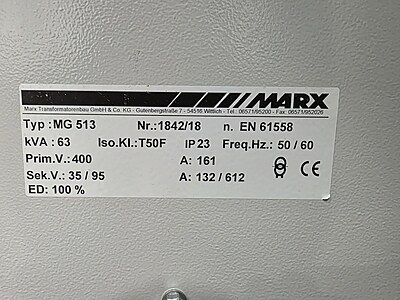 MARX
Marx Transformatorenbau GmbH & Co. KG - Gutenbergstraße 7 - 54516 Wittlich - Tel.: 06571/95200 - Fax: 06571/952026
Typ : MG 513 Nr.: 1842/18 n. EN 61558
kVA : 63 Iso.Kl.: T50F IP 23 Freq.Hz.: 50 / 60
Prim.V.: 400 A: 161
Sek.V.: 35 / 95 A: 132 / 612 CE
ED: 100 %